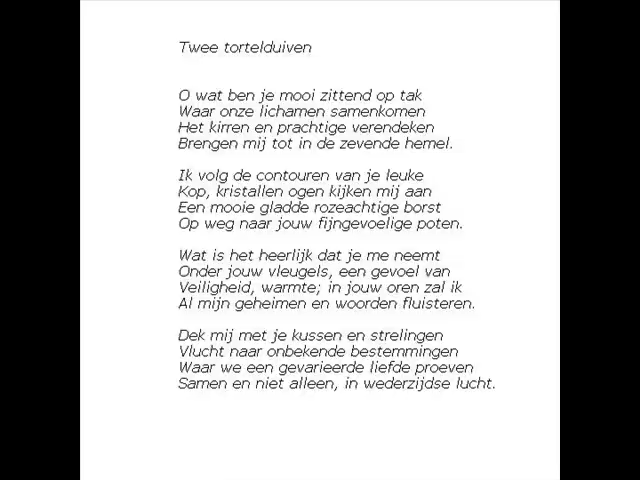 Twee tortelduiven
O wat ben je mooi zittend op tak
Waar onze lichamen samenkomen
Het kirren en prachtige verendeken
Brengen mij tot in de zevende hemel.
Ik volg de contouren van je leuke
Kop, kristallen ogen kijken mij aan
Een mooie gladde rozeachtige borst
Op weg naar jouw fijngevoelige poten.
Wat is het heerlijk dat je me neemt
Onder jouw vleugels, een gevoel van
Veiligheid, warmte; in jouw oren zal ik
Al mijn geheimen en woorden fluisteren.
Dek mij met je kussen en strelingen
Vlucht naar onbekende bestemmingen
Waar we een gevarieerde liefde proeven
Samen en niet alleen, in wederzijdse lucht.